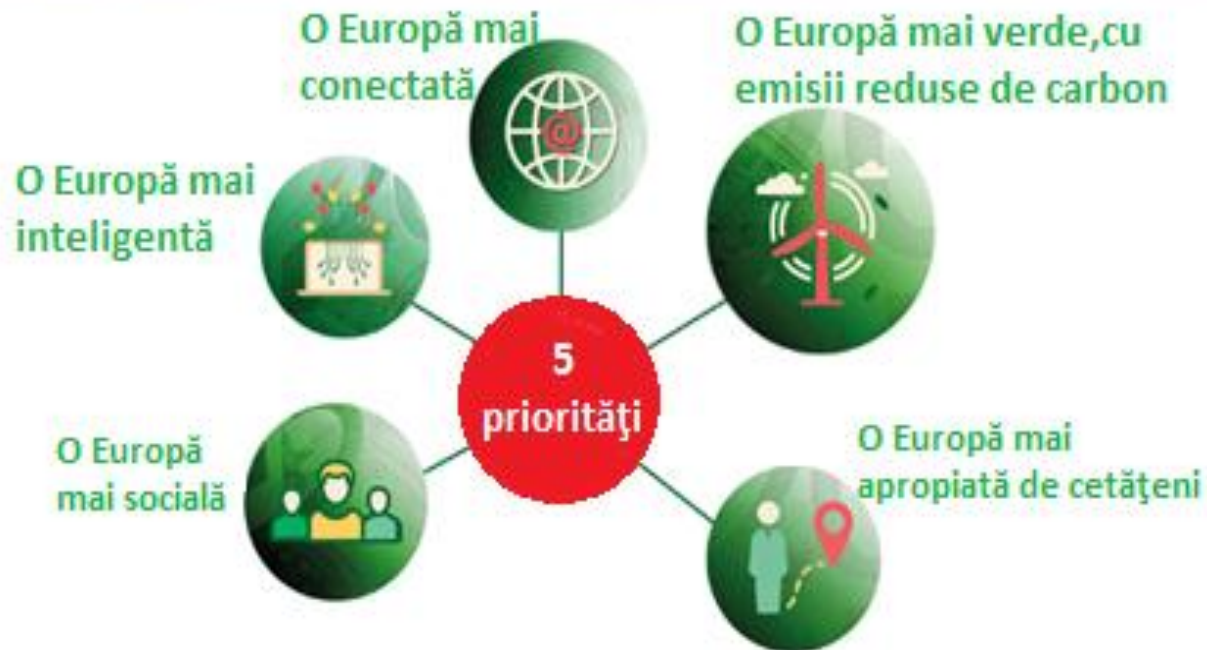 O Europă mai
conectată
O Europă mai verde,cu
emisii reduse de carbon
O Europă mai
inteligentă
@
5
priorităţi
O Europă
mai socială
O Europă mai
apropiată de cetăţeni